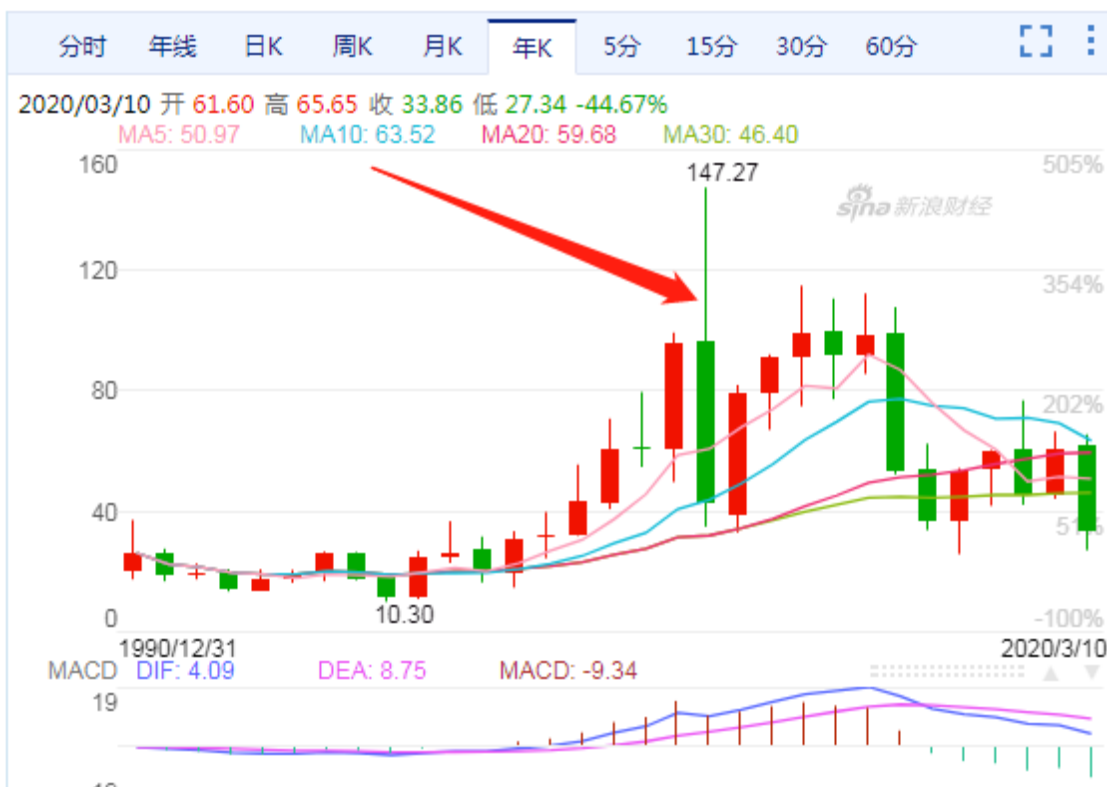 分时 年线 日K 周K 月K 年K 5分 15分 30分 60分
2020/03/10 开 61.60 高 65.65 收 33.86 低 27.34 -44.67%
MA5: 50.97 MA10: 63.52 MA20: 59.68 MA30: 46.40
160 505%
147.27
sina 新浪财经
120 354%
80 202%
40 51%
10.30
0 -100%
1990/12/31 2020/3/10
MACD DIF: 4.09 DEA: 8.75 MACD: -9.34
19